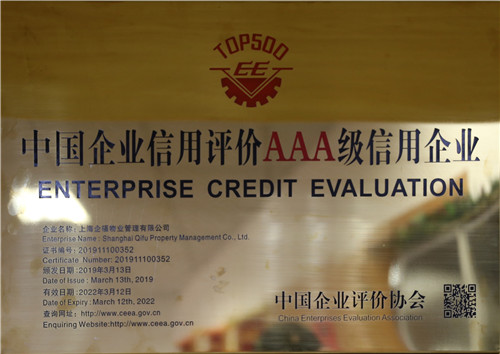 TOP500
EE
中国企业信用评价AAA级信用企业
ENTERPRISE CREDIT EVALUATION
企业名称: 上海企福物业管理有限公司
Enterprise Name : Shanghai Qifu Property Management Co., Ltd.
证书编号: 201911100352
Certificate Number: 201911100352
颁发日期: 2019年3月13日
Date of Issue : March 13th, 2019
有效日期: 2022年3月12日
Date of Expiry : March 12th, 2022
查询网址: http://www.ceea.gov.cn
Enquiring Website:http://www.ceea.gov.cn
中国企业评价协会
China Enterprises Evaluation Association